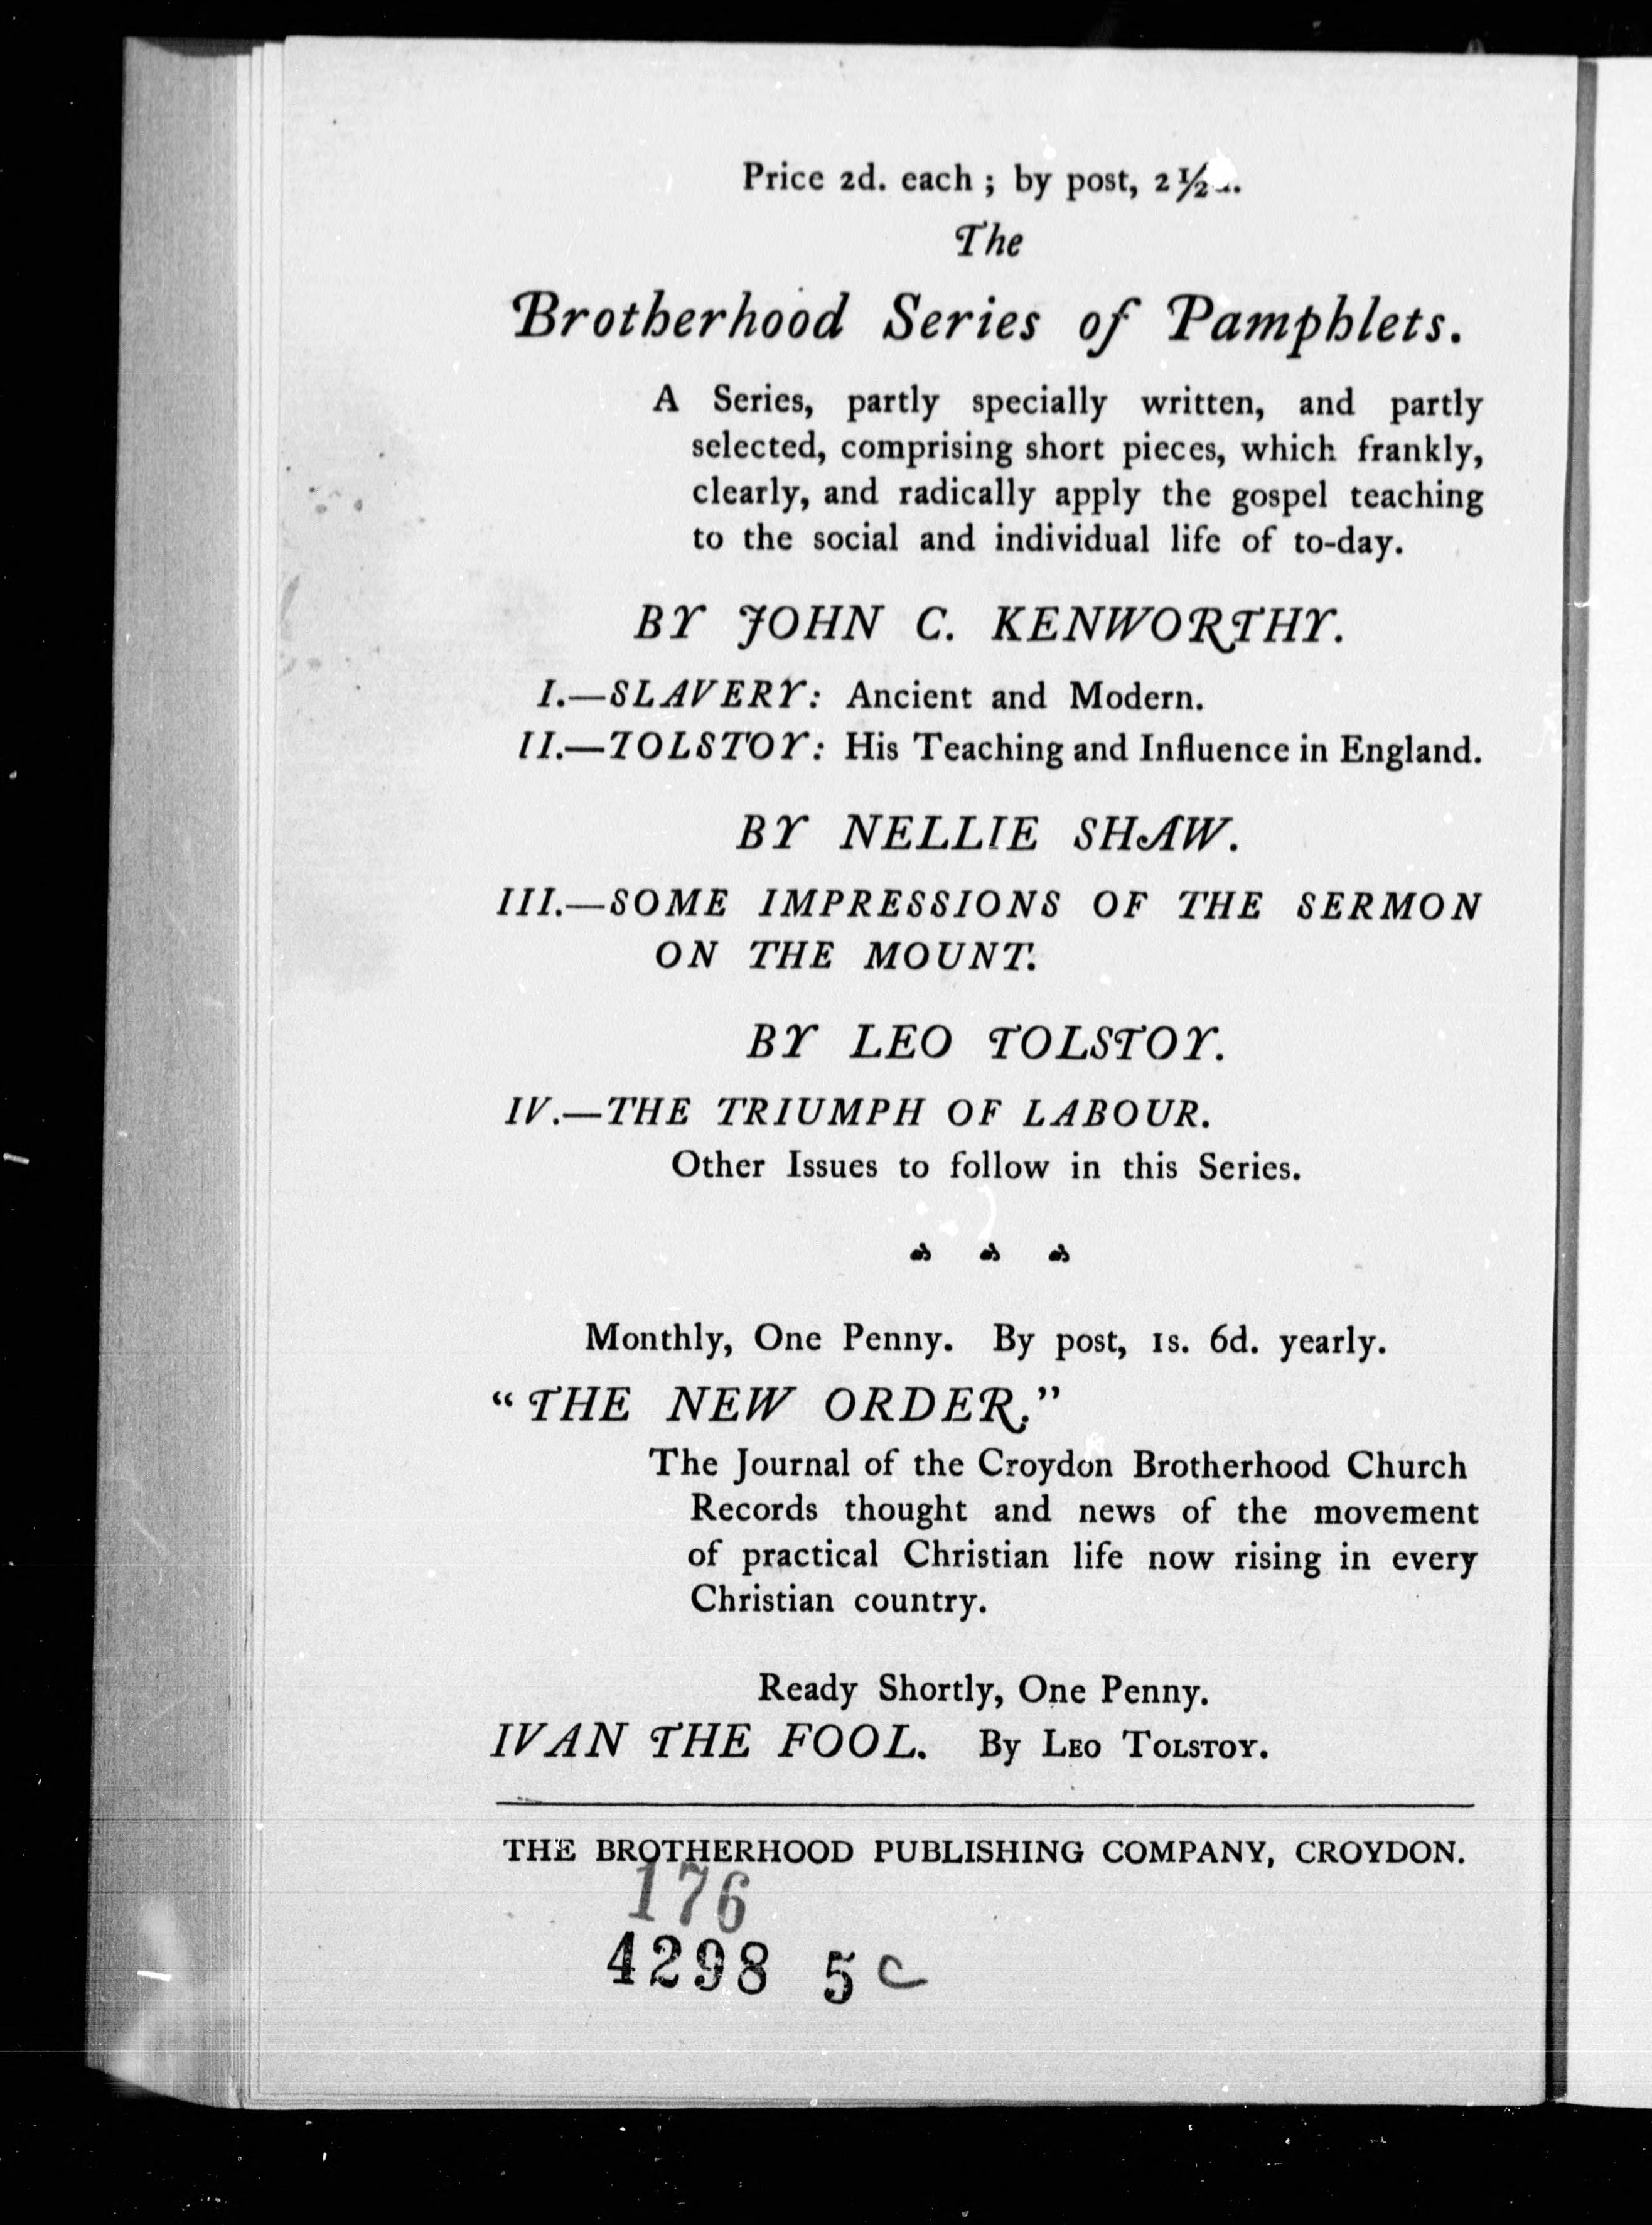 Price 2d. each ; by post, 2½
The
Brotherhood Series of Pamphlets.
A Series, partly specially written, and partly
selected, comprising short pieces, which frankly,
clearly, and radically apply the gospel teaching
to the social and individual life of to-day.
BY JOHN C. KENWORTHY.
I.—SLAVERY: Ancient and Modern.
II.—TOLSTOY: His Teaching and Influence in England.
BY NELLIE SHAW.
III.—SOME IMPRESSIONS OF THE SERMON
ON THE MOUNT.
BY LEO TOLSTOY.
IV.—THE TRIUMPH OF LABOUR.
Other Issues to follow in this Series.
Monthly, One Penny. By post, 1s. 6d. yearly.
“THE NEW ORDER.”
The Journal of the Croydon Brotherhood Church
Records thought and news of the movement
of practical Christian life now rising in every
Christian country.
Ready Shortly, One Penny.
IVAN THE FOOL. By LEO TOLSTOY.
THE BROTHERHOOD PUBLISHING COMPANY, CROYDON.
176
4298 5 c